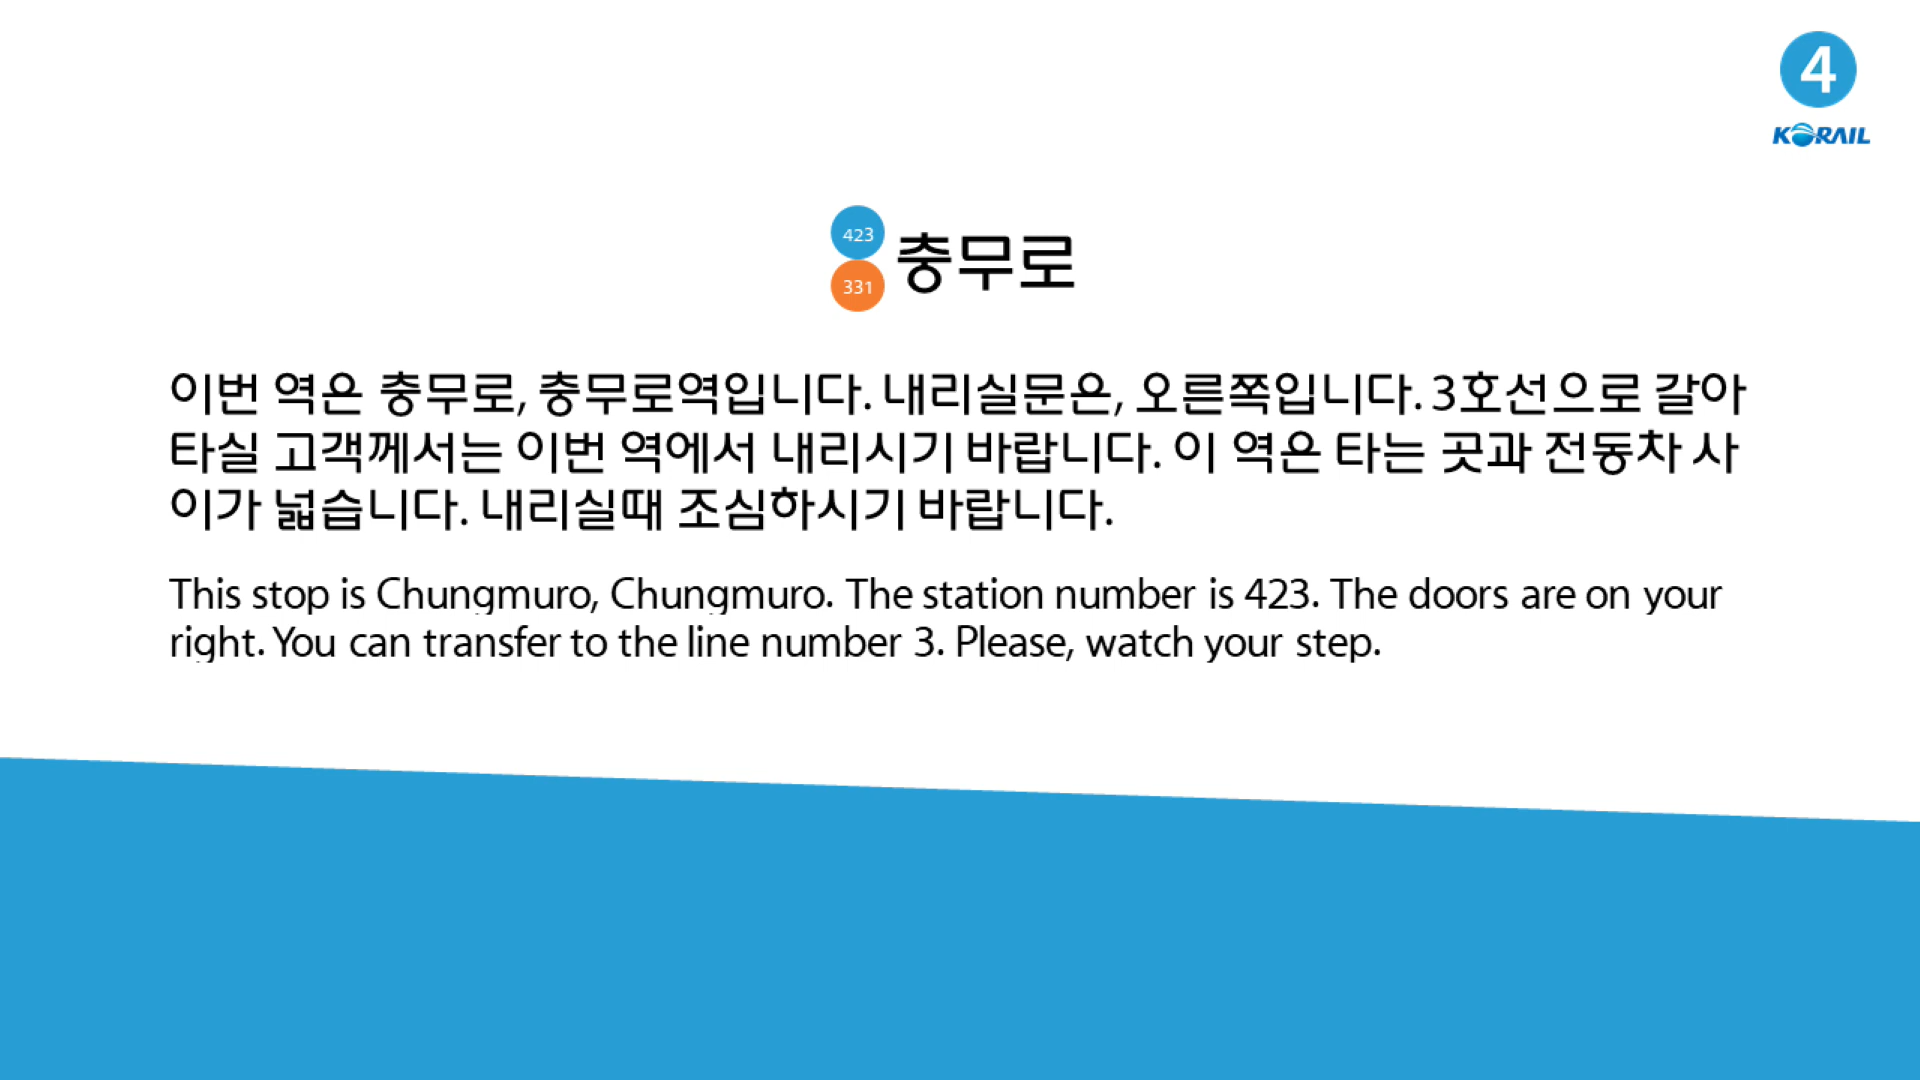 4
KORAIL
423
331
충무로
이번 역은 충무로, 충무로역입니다. 내리실문은, 오른쪽입니다. 3호선으로 갈아
타실 고객께서는 이번 역에서 내리시기 바랍니다. 이 역은 타는 곳과 전동차 사
이가 넓습니다. 내리실때 조심하시기 바랍니다.
This stop is Chungmuro, Chungmuro. The station number is 423. The doors are on your
right. You can transfer to the line number 3. Please, watch your step.